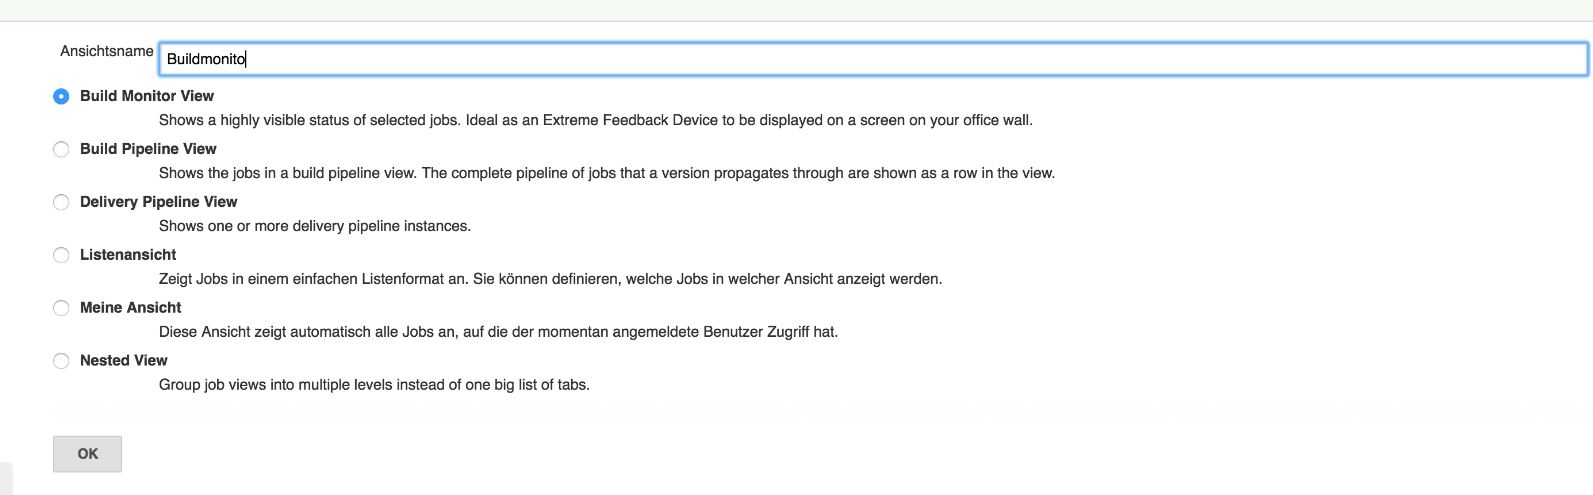 Ansichtsname Buildmonito
Build Monitor View
Shows a highly visible status of selected jobs. Ideal as an Extreme Feedback Device to be displayed on a screen on your office wall.
Build Pipeline View
Shows the jobs in a build pipeline view. The complete pipeline of jobs that a version propagates through are shown as a row in the view.
Delivery Pipeline View
Shows one or more delivery pipeline instances.
Listenansicht
Zeigt Jobs in einem einfachen Listenformat an. Sie können definieren, welche Jobs in welcher Ansicht anzeigt werden.
Meine Ansicht
Diese Ansicht zeigt automatisch alle Jobs an, auf die der momentan angemeldete Benutzer Zugriff hat.
Nested View
Group job views into multiple levels instead of one big list of tabs.
OK